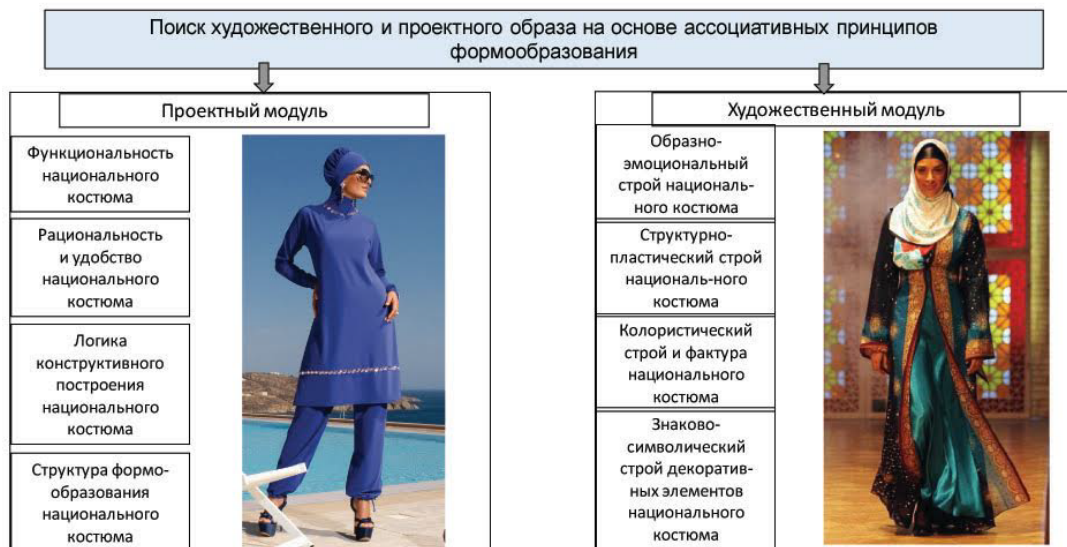 Поиск художественного и проектного образа на основе ассоциативных принципов
формообразования
Проектный модуль
Функциональность
национального
костюма
Рациональность
и удобство
национального
костюма
Логика
конструктивного
построения
национального
костюма
Структура формо-
образования
национального
костюма
Художественный модуль
Образно-
эмоциональный
строй националь-
ного костюма
Структурно-
пластический строй
националь-ного
костюма
Колористический
строй и фактура
национального
костюма
Знаково-
символический
строй декоратив-
ных элементов
национального
костюма